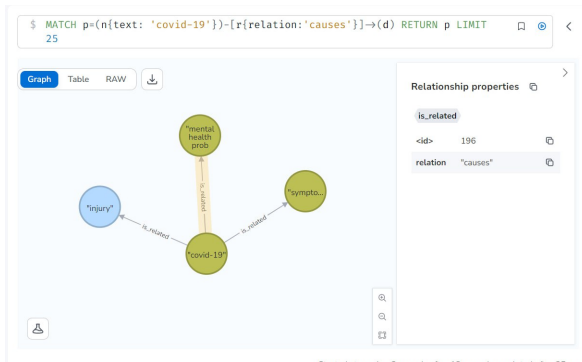 $ MATCH p=(n{text: 'covid-19'})-[r{relation:'causes'}]→(d) RETURN p LIMIT
25
Graph Table RAW
Relationship properties
is_related
<id> 196
relation "causes"
"mental
health
prob
is_related
"sympto...
"injury"
is_related
is_related
"covid-19"